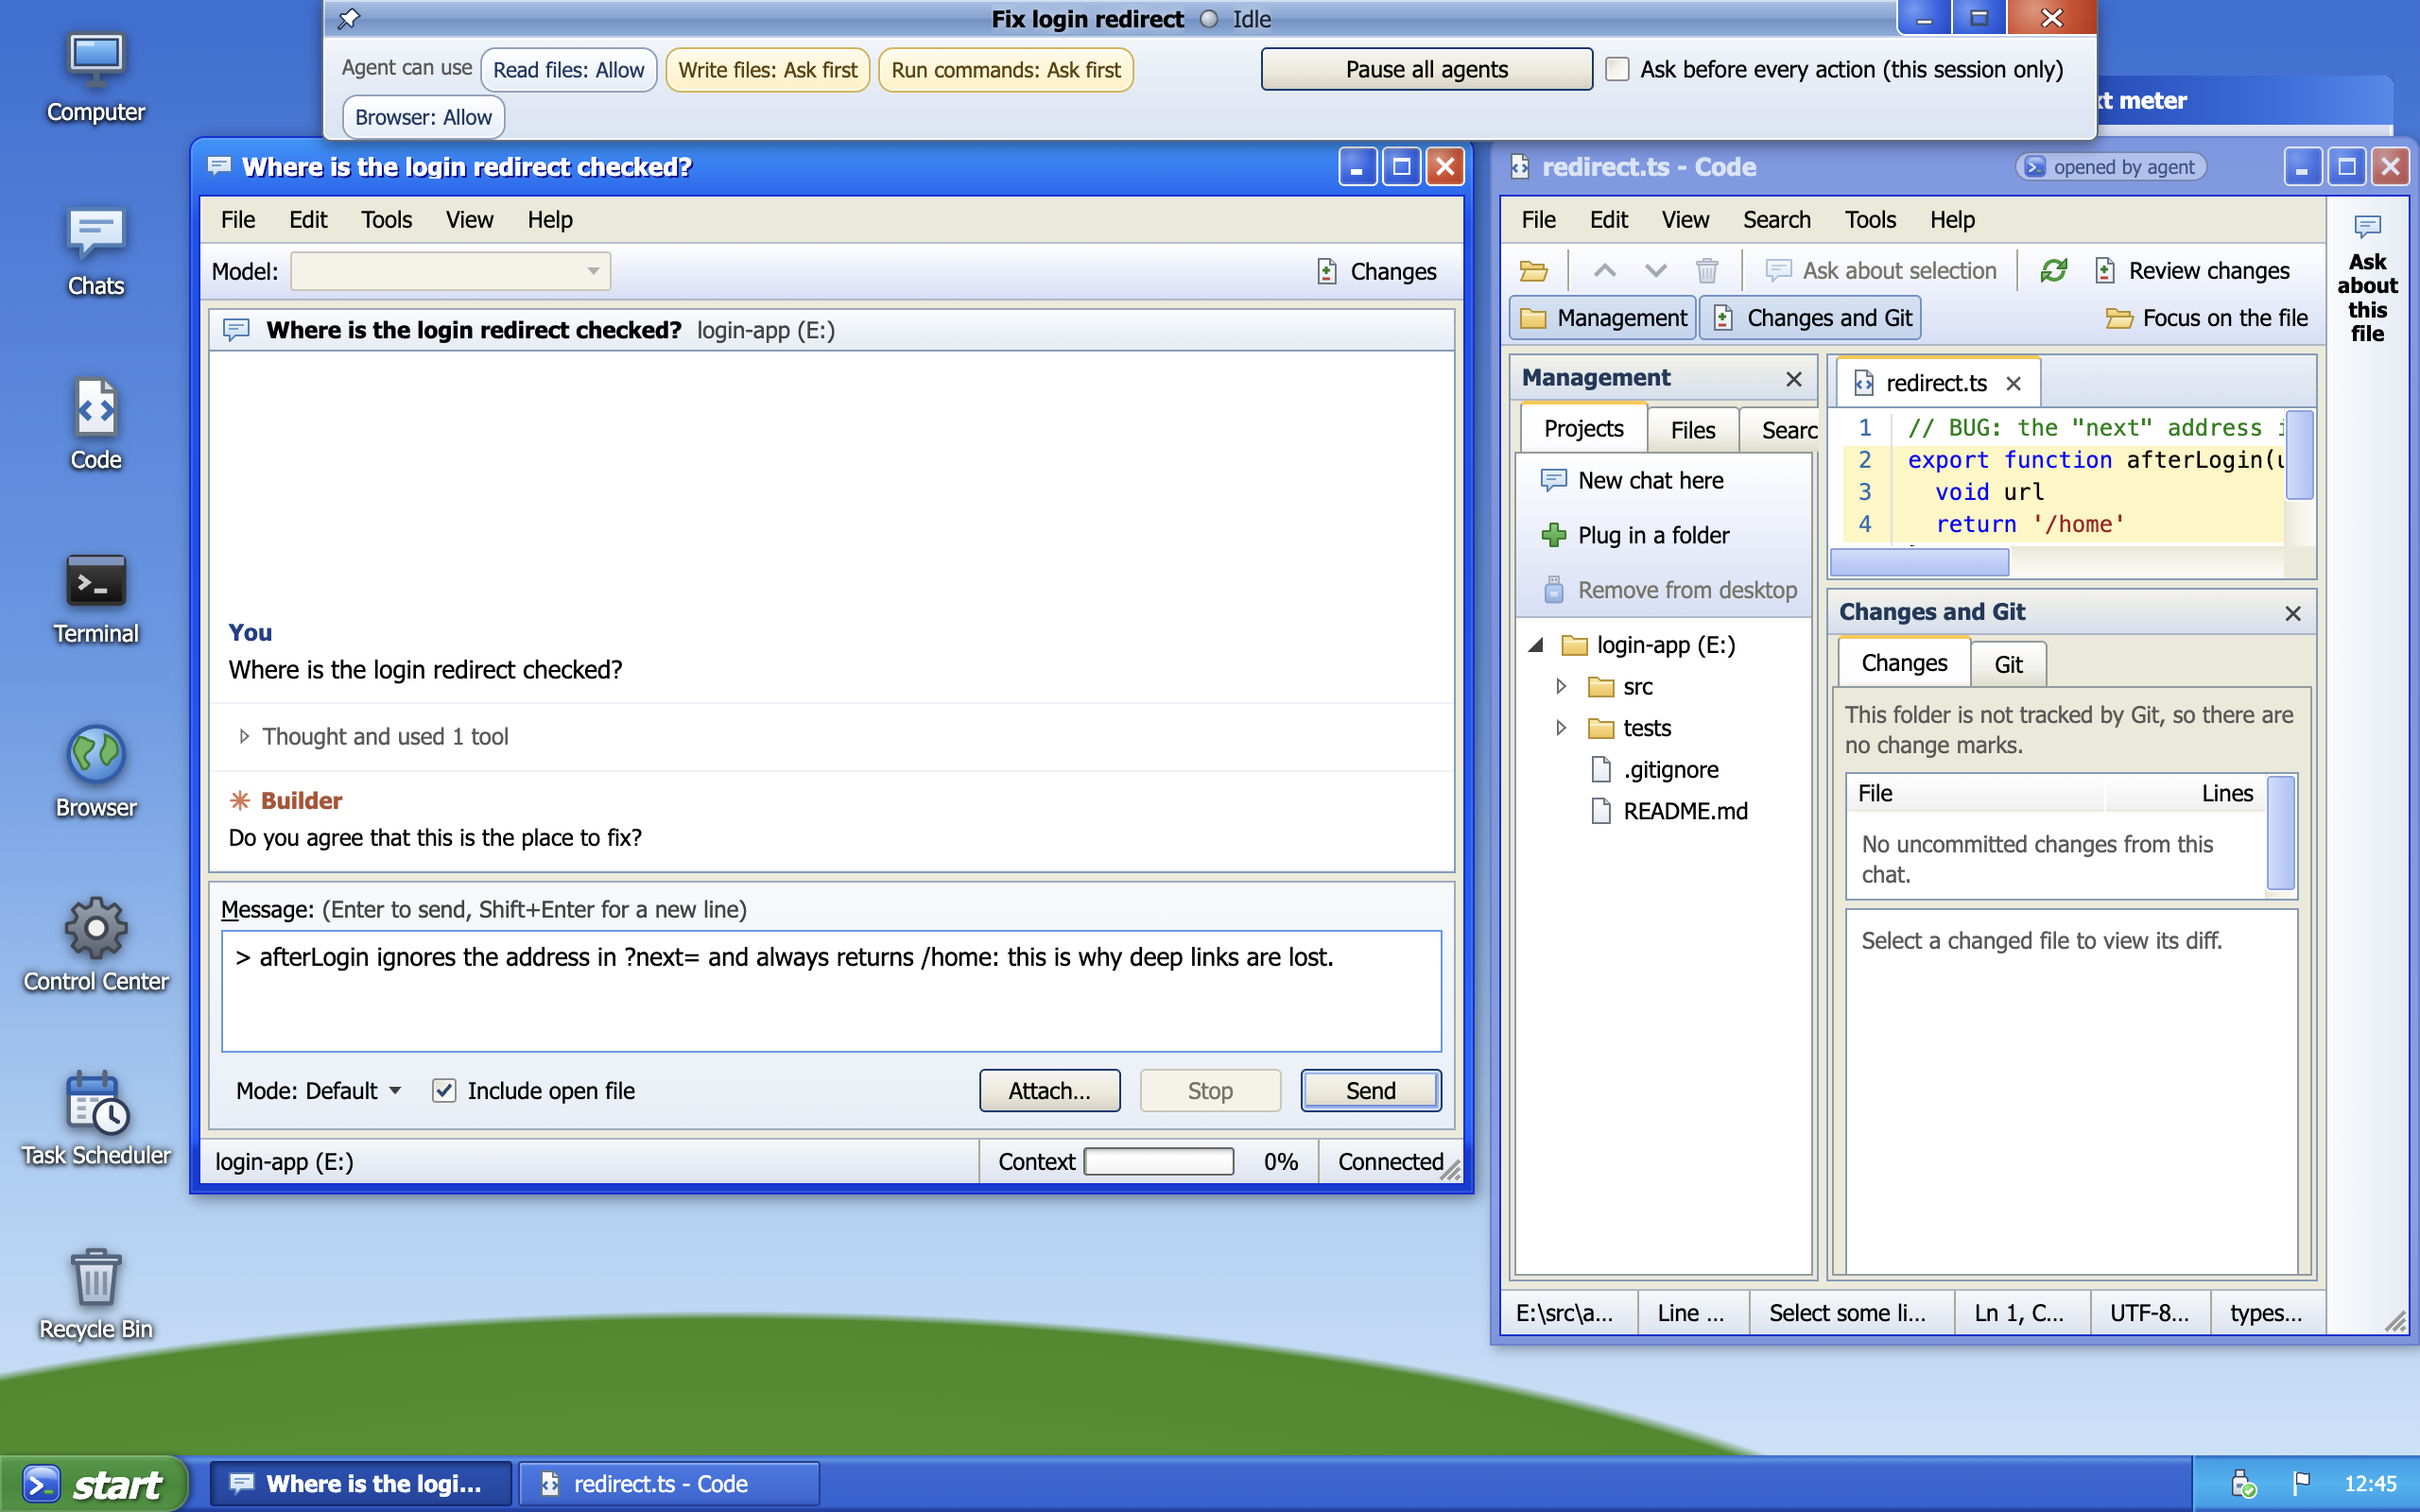 Fix login redirect Idle
Agent can use Read files: Allow Write files: Ask first Run commands: Ask first Pause all agents Ask before every action (this session only)
Browser: Allow
xt meter
Computer
Chats
Code
Terminal
Browser
Control Center
Task Scheduler
Recycle Bin
Where is the login redirect checked?
File Edit Tools View Help
Model: Changes
Where is the login redirect checked? login-app (E:)
You
Where is the login redirect checked?
Thought and used 1 tool
Builder
Do you agree that this is the place to fix?
Message: (Enter to send, Shift+Enter for a new line)
> afterLogin ignores the address in ?next= and always returns /home: this is why deep links are lost.
Mode: Default Include open file Attach... Stop Send
login-app (E:) Context 0% Connected
redirect.ts - Code opened by agent
File Edit View Search Tools Help
Ask about selection Review changes
Management Changes and Git Focus on the file
Ask
about
this
file
Management
Projects Files Searc
New chat here
Plug in a folder
Remove from desktop
login-app (E:)
src
tests
.gitignore
README.md
redirect.ts
1 // BUG: the "next" address i
2 export function afterLogin(u
3 void url
4 return '/home'
Changes and Git
Changes Git
This folder is not tracked by Git, so there are
no change marks.
File Lines
No uncommitted changes from this
chat.
Select a changed file to view its diff.
E:\src\a... Line ... Select some li... Ln 1, C... UTF-8... types...
start Where is the logi... redirect.ts - Code 12:45